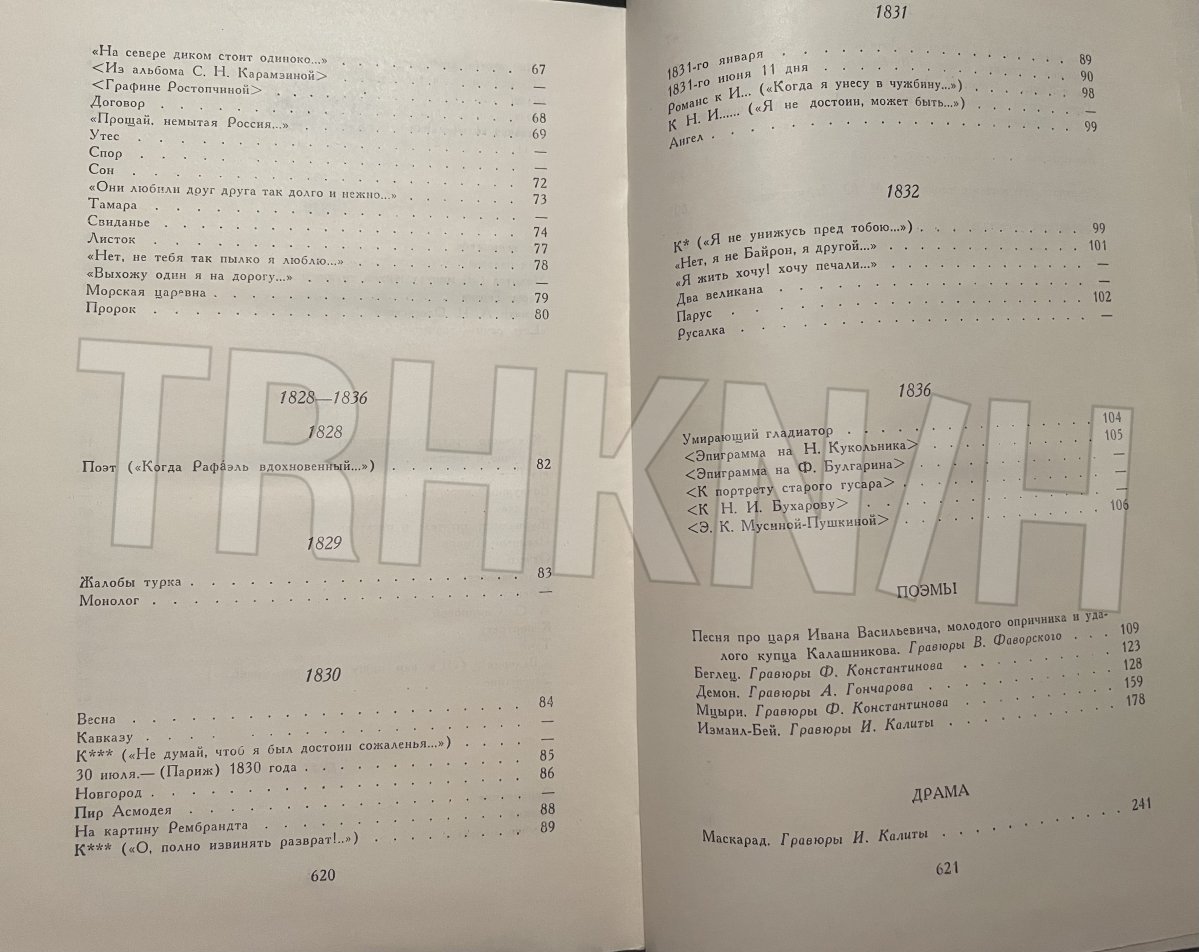 «На севере диком стоит одиноко...» . . . . . . . . . . . 67
<Из альбома С. Н. Карамзиной> . . . . . . . . . . . —
<Графине Ростопчиной> . . . . . . . . . . . —
Договор . . . . . . . . . . . 68
«Прощай, немытая Россия...» . . . . . . . . . . . 69
Утес . . . . . . . . . . . —
Спор . . . . . . . . . . . —
Сон . . . . . . . . . . . 72
«Они любили друг друга так долго и нежно...» . . . . . . . 73
Тамара . . . . . . . . . . . —
Свиданье . . . . . . . . . . . 74
Листок . . . . . . . . . . . 77
«Нет, не тебя так пылко я люблю...» . . . . . . . . . . . 78
«Выхожу один я на дорогу...» . . . . . . . . . . . —
Морская царевна . . . . . . . . . . . 79
Пророк . . . . . . . . . . . 80
1828—1836
1828
Поэт («Когда Рафаэль вдохновенный...») . . . . . . . 82
1829
Жалобы турка . . . . . . . . . . . 83
Монолог . . . . . . . . . . . —
1830
Весна . . . . . . . . . . . 84
Кавказу . . . . . . . . . . . —
К*** («Не думай, чтоб я был достоин сожаленья...») . . . . —
30 июля.— (Париж) 1830 года . . . . . . . . . . . 85
Новгород . . . . . . . . . . . 86
Пир Асмодея . . . . . . . . . . . —
На картину Рембрандта . . . . . . . . . . . 88
К*** («О, полно извинять разврат!..») . . . . . . . . 89
620
1831
1831-го января . . . . . . . . . . . 89
1831-го июня 11 дня . . . . . . . . . . . 90
Романс к И... («Когда я унесу в чужбину...») . . . . . . 98
К Н. И...... («Я не достоин, может быть...») . . . . . . —
Ангел . . . . . . . . . . . 99
1832
К* («Я не унижусь пред тобою...») . . . . . . . . . 99
«Нет, я не Байрон, я другой...» . . . . . . . . . . . 101
«Я жить хочу! хочу печали...» . . . . . . . . . . . —
Два великана . . . . . . . . . . . —
Парус . . . . . . . . . . . 102
Русалка . . . . . . . . . . . —
1836
Умирающий гладиатор . . . . . . . . . . . 104
<Эпиграмма на Н. Кукольника> . . . . . . . . . . . 105
<Эпиграмма на Ф. Булгарина> . . . . . . . . . . . —
<К портрету старого гусара> . . . . . . . . . . . —
<К Н. И. Бухарову> . . . . . . . . . . . —
<Э. К. Мусиной-Пушкиной> . . . . . . . . . . . 106
ПОЭМЫ
Песня про царя Ивана Васильевича, молодого опричника и уда-
лого купца Калашникова. Гравюры В. Фаворского . . . 109
Беглец. Гравюры Ф. Константинова . . . . . . . . . 123
Демон. Гравюры А. Гончарова . . . . . . . . . . . 128
Мцыри. Гравюры Ф. Константинова . . . . . . . . . 159
Измаил-Бей. Гравюры И. Калиты . . . . . . . . . . 178
ДРАМА
Маскарад. Гравюры И. Калиты . . . . . . . . . . . 241
621